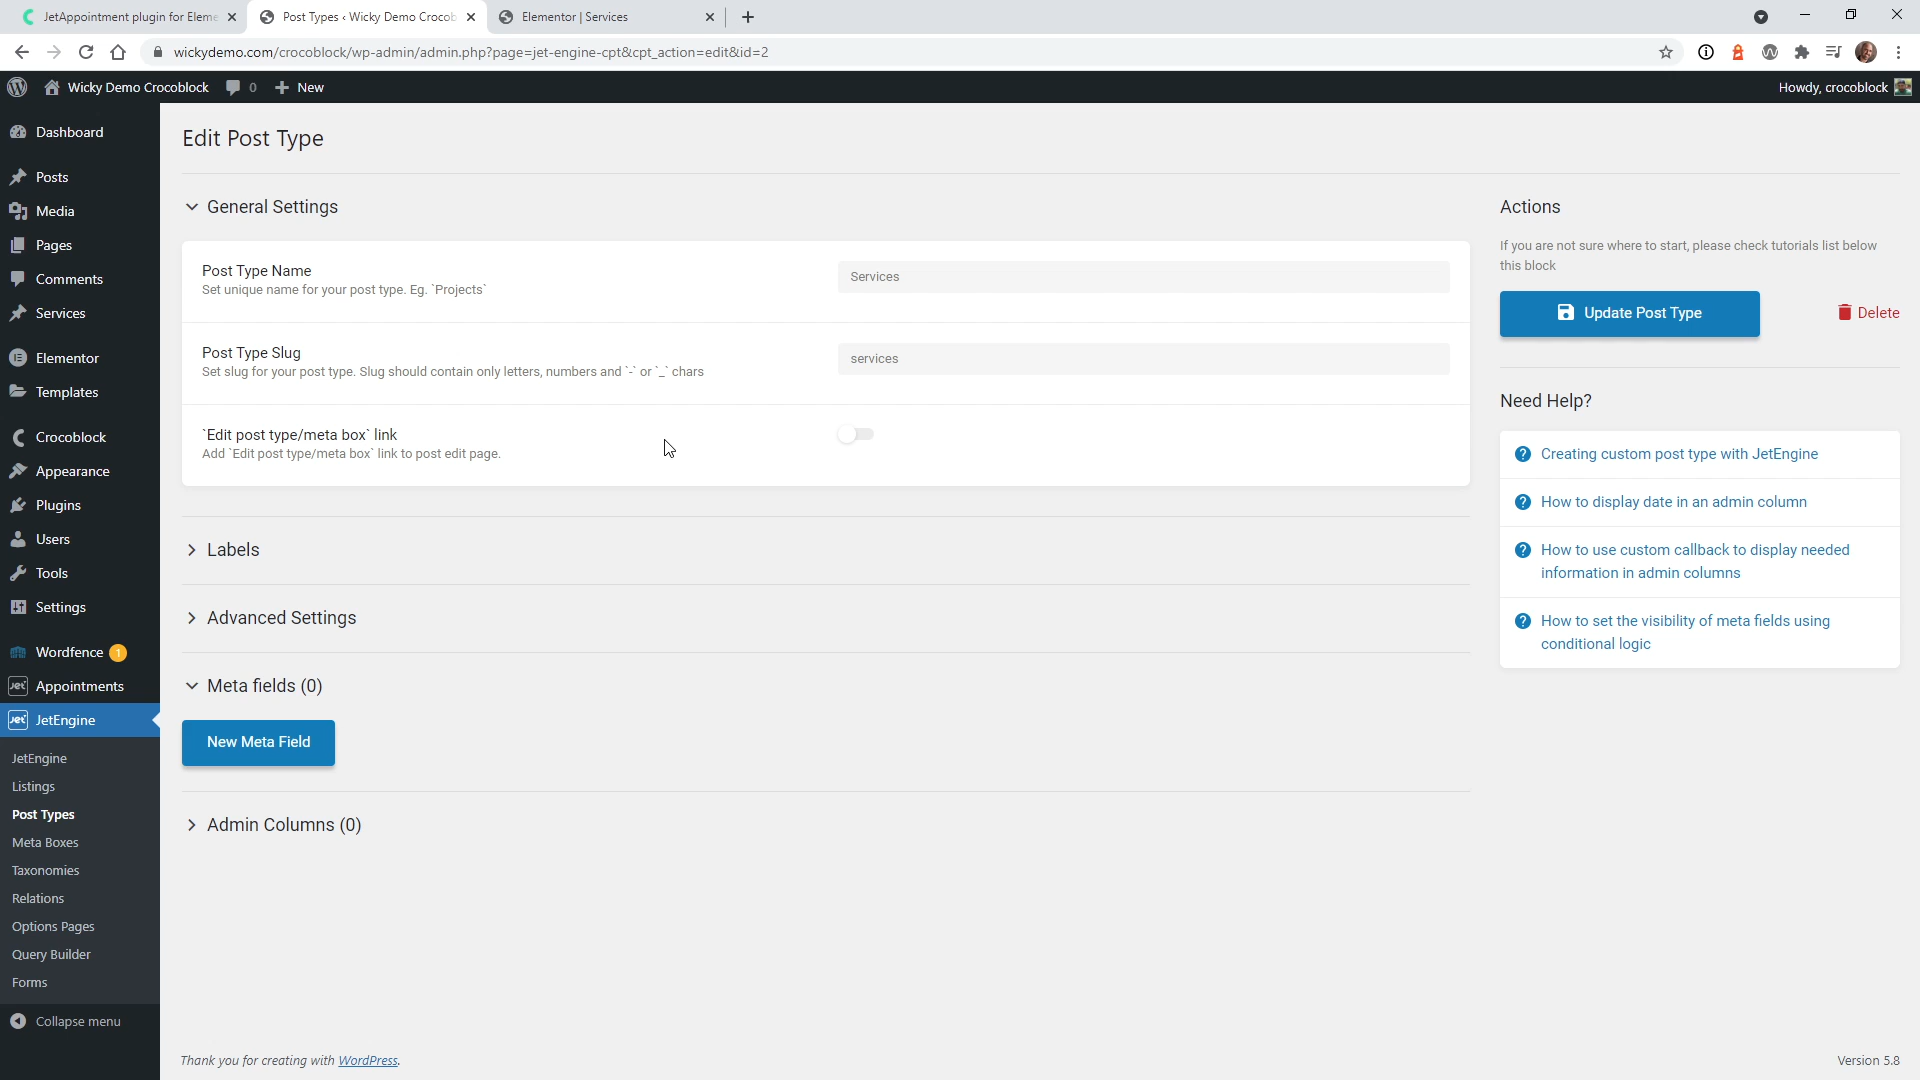 JetAppointment plugin for Eleme
Post Types ‹ Wicky Demo Crocob
Elementor | Services
wickydemo.com/crocoblock/wp-admin/admin.php?page=jet-engine-cpt&cpt_action=edit&id=2
Wicky Demo Crocoblock
0
New
Howdy, crocoblock
Dashboard
Posts
Media
Pages
Comments
Services
Elementor
Templates
Crocoblock
Appearance
Plugins
Users
Tools
Settings
Wordfence 1
Jet Appointments
Jet JetEngine
JetEngine
Listings
Post Types
Meta Boxes
Taxonomies
Relations
Options Pages
Query Builder
Forms
Collapse menu
Edit Post Type
General Settings
Post Type Name
Set unique name for your post type. Eg. `Projects`
Services
Post Type Slug
Set slug for your post type. Slug should contain only letters, numbers and `-` or `_` chars
services
`Edit post type/meta box` link
Add `Edit post type/meta box` link to post edit page.
Labels
Advanced Settings
Meta fields (0)
New Meta Field
Admin Columns (0)
Actions
If you are not sure where to start, please check tutorials list below
this block
Update Post Type
Delete
Need Help?
Creating custom post type with JetEngine
How to display date in an admin column
How to use custom callback to display needed
information in admin columns
How to set the visibility of meta fields using
conditional logic
Thank you for creating with WordPress.
Version 5.8